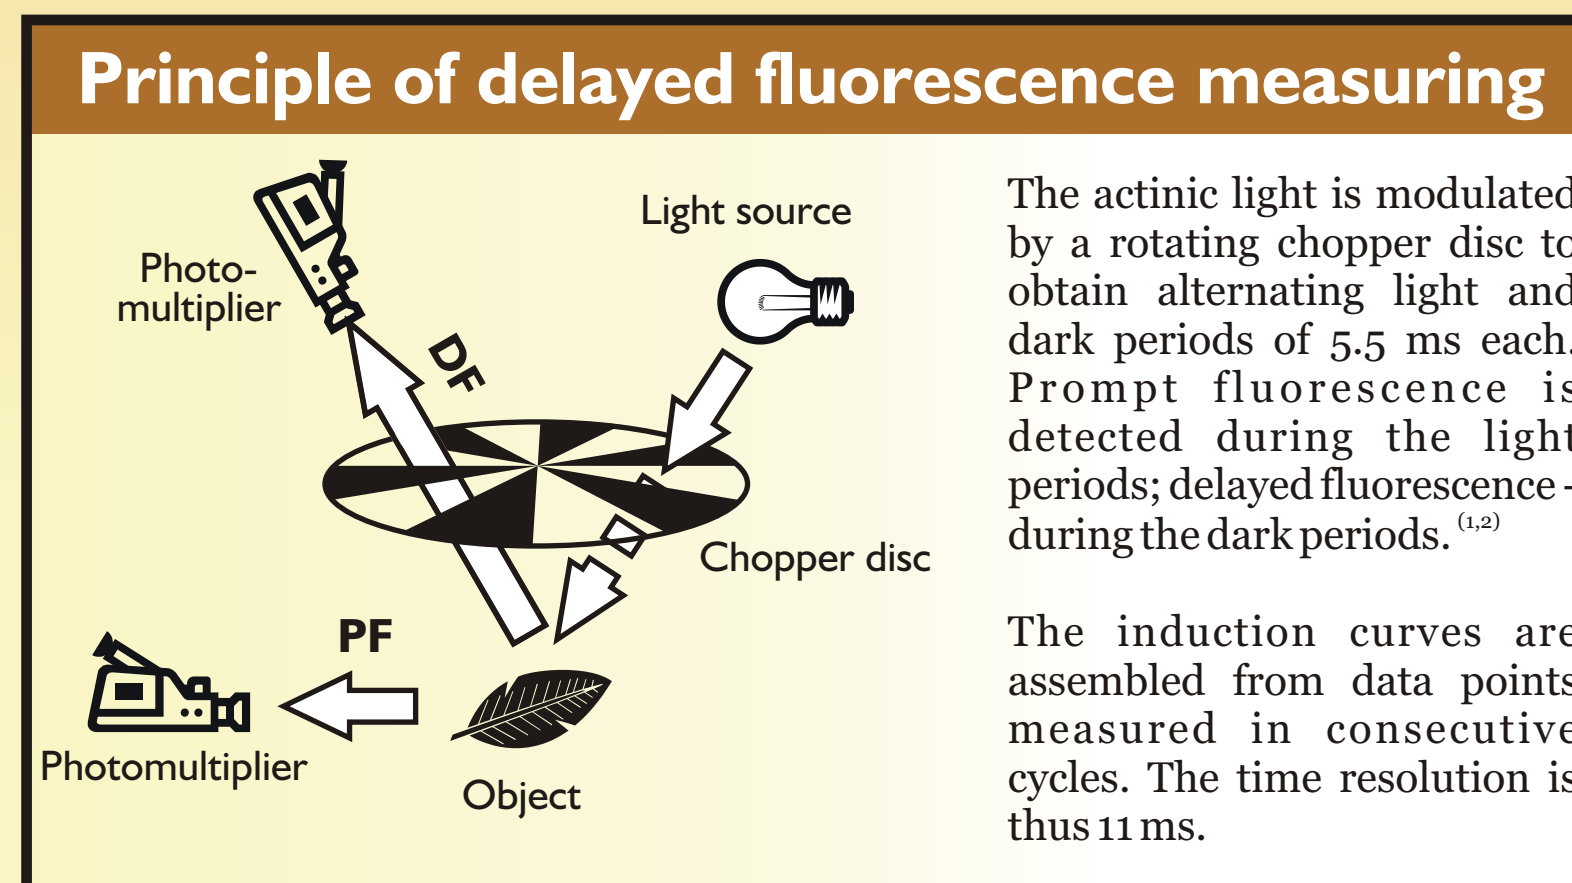 Principle of delayed fluorescence measuring
Light source
Photo-
multiplier
DF
Chopper disc
PF
Photomultiplier
Object
The actinic light is modulated
by a rotating chopper disc to
obtain alternating light and
dark periods of 5.5 ms each.
Prompt fluorescence is
detected during the light
periods; delayed fluorescence -
during the dark periods. (1,2)
The induction curves are
assembled from data points
measured in consecutive
cycles. The time resolution is
thus 11 ms.